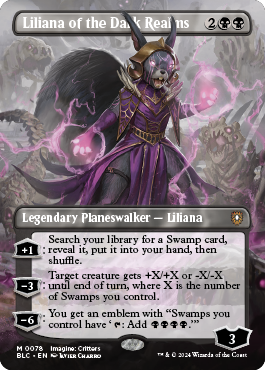 Liliana of the Dark Realms 2
Legendary Planeswalker — Liliana
+1
Search your library for a Swamp card,
reveal it, put it into your hand, then
shuffle.
−3
Target creature gets +X/+X or -X/-X
until end of turn, where X is the
number of Swamps you control.
−6
You get an emblem with “Swamps you
control have ‘: Add .’”
3
M 0078 Imagine: Critters
BLC • EN Javier Charro
™ & © 2024 Wizards of the Coast